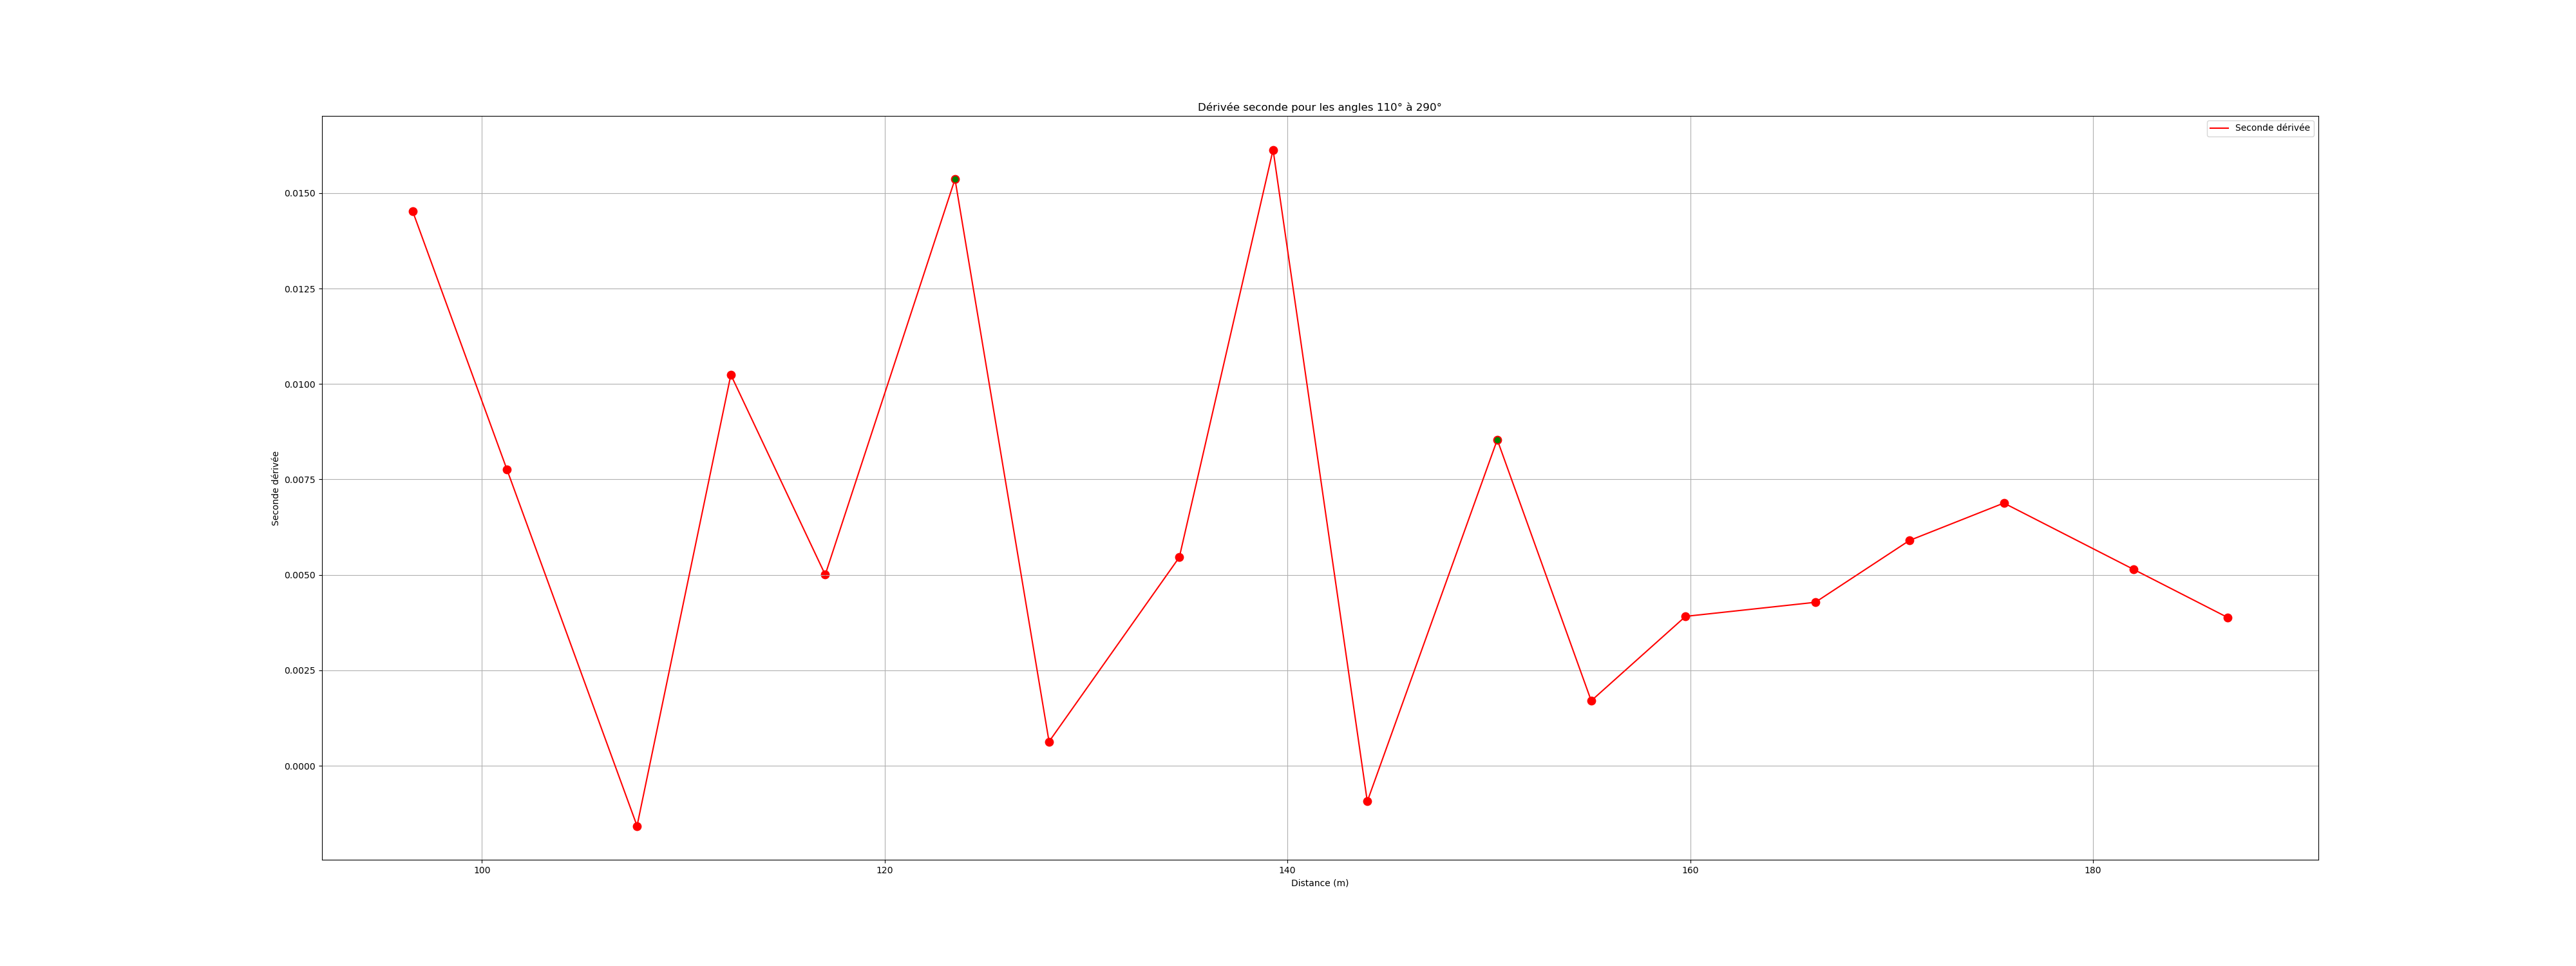 Dérivée seconde pour les angles 110° à 290°
Seconde dérivée
0.0150
0.0125
0.0100
0.0075
0.0050
0.0025
0.0000
Seconde dérivée
100 120 140 160 180
Distance (m)